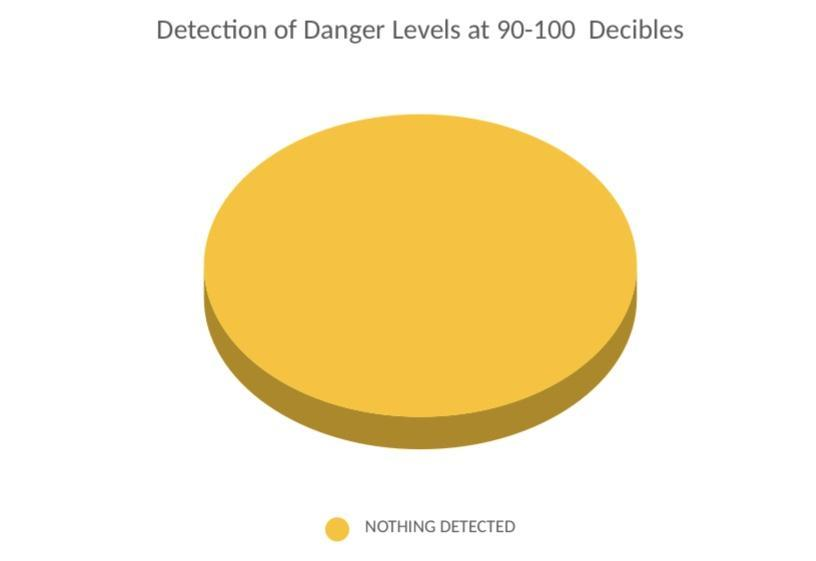 Detection of Danger Levels at 90-100  Decibles
NOTHING DETECTED